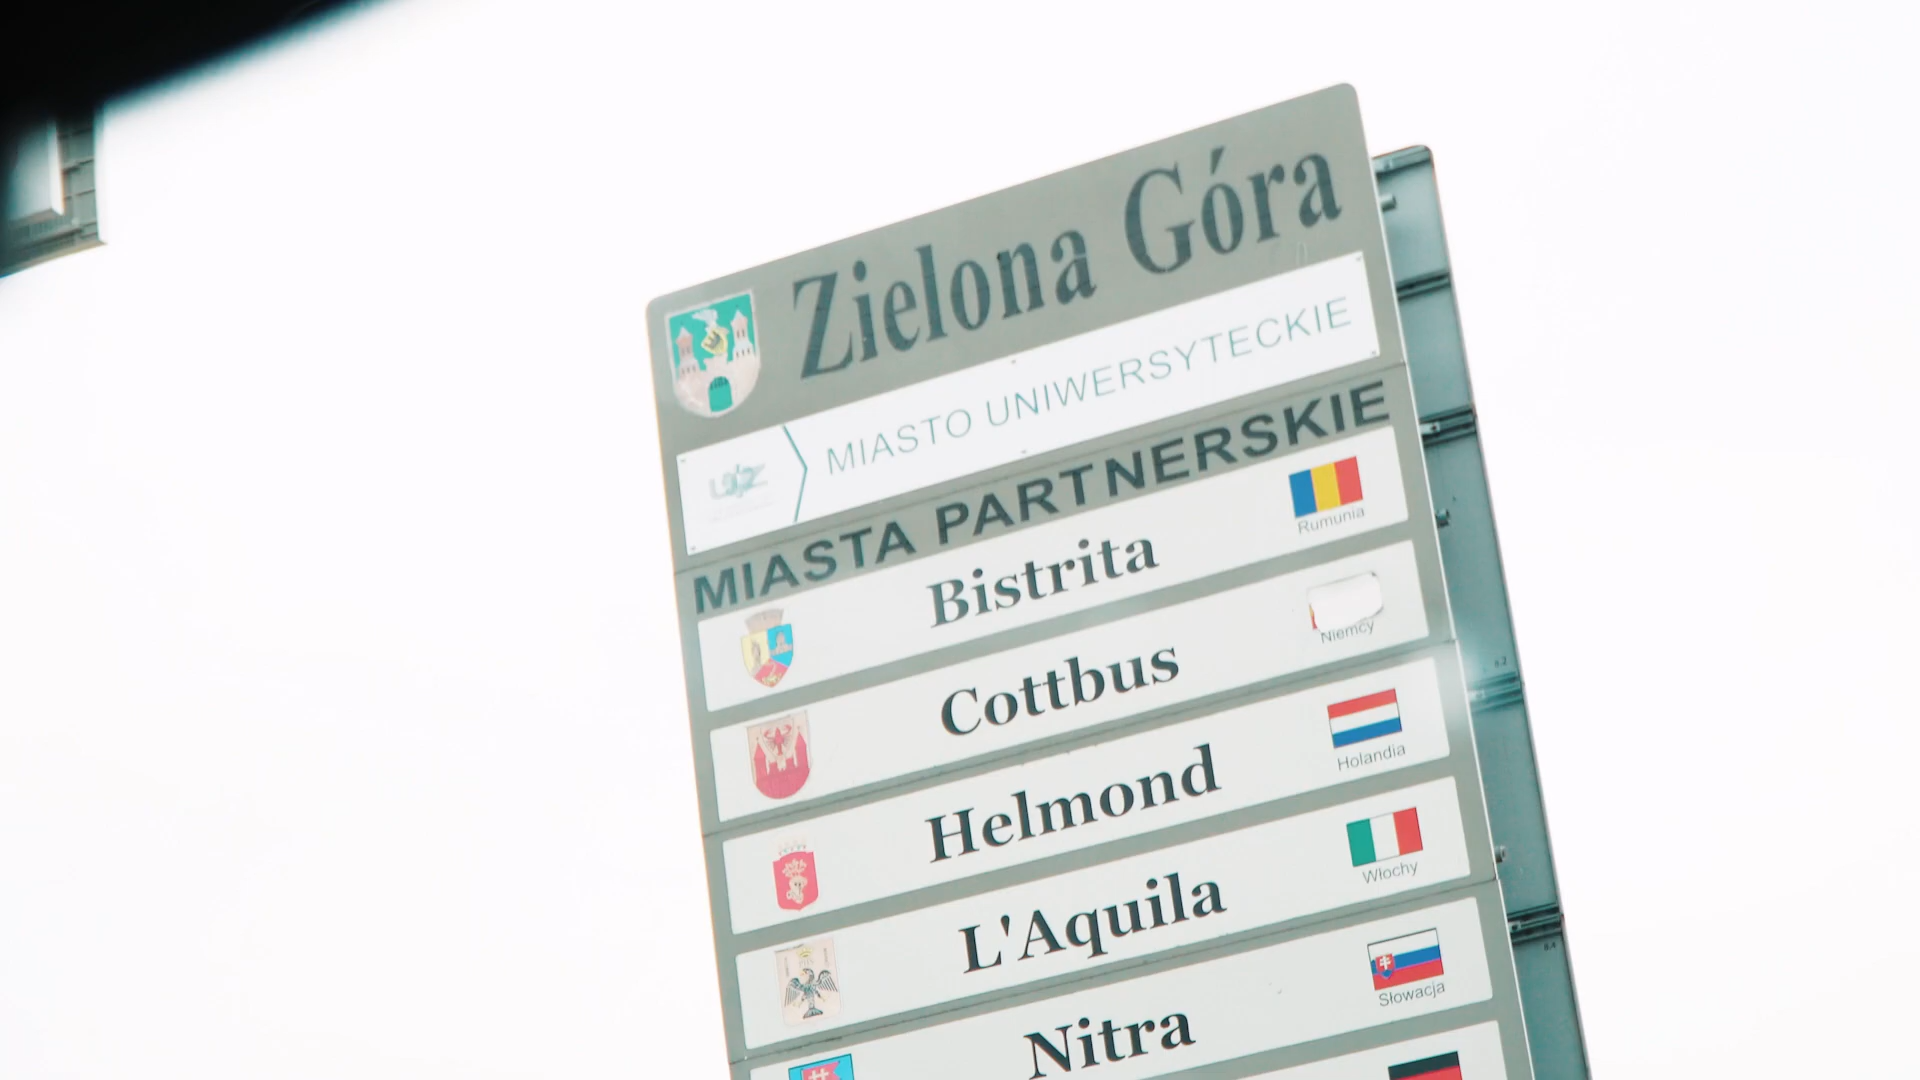 Zielona Góra
MIASTO UNIWERSYTECKIE
MIASTA PARTNERSKIE
Bistrita
Rumunia
Cottbus
Niemcy
Helmond
Holandia
L'Aquila
Włochy
Nitra
Słowacja